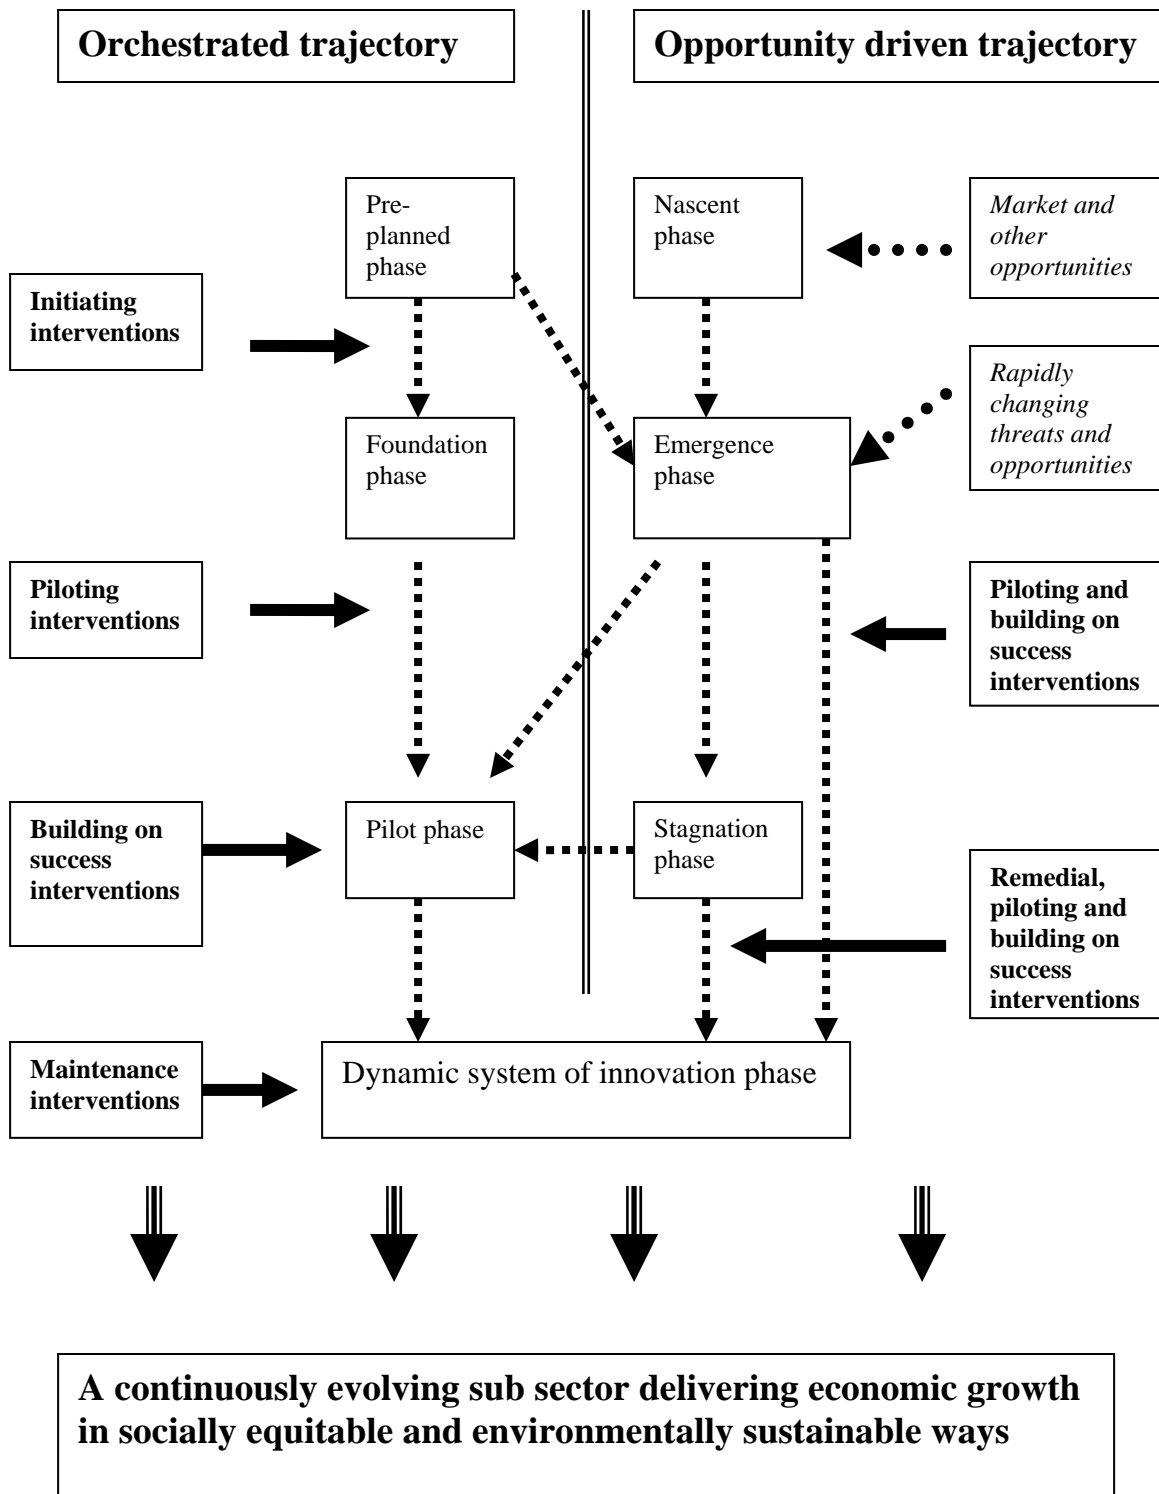 Orchestrated trajectory
Opportunity driven trajectory
Pre-
planned
phase
Nascent
phase
Market and
other
opportunities
Initiating
interventions
Rapidly
changing
threats and
opportunities
Foundation
phase
Emergence
phase
Piloting
interventions
Piloting and
building on
success
interventions
Building on
success
interventions
Pilot phase
Stagnation
phase
Remedial,
piloting and
building on
success
interventions
Maintenance
interventions
Dynamic system of innovation phase
A continuously evolving sub sector delivering economic growth
in socially equitable and environmentally sustainable ways